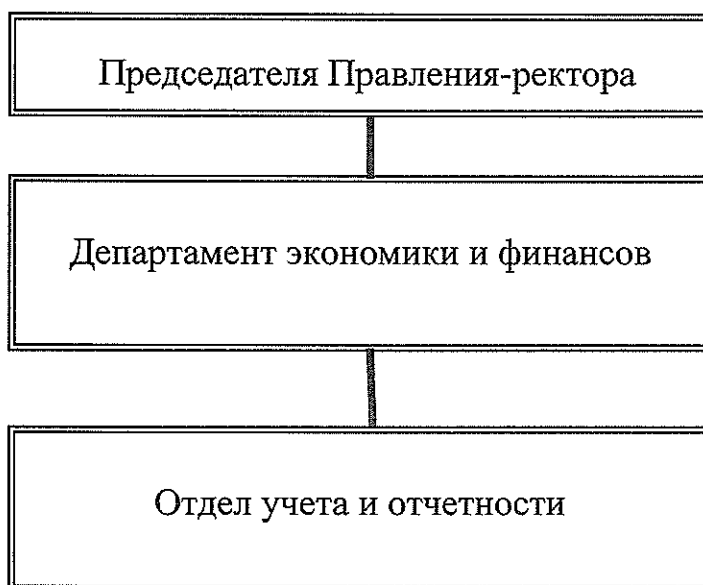 Председателя Правления-ректора
Департамент экономики и финансов
Отдел учета и отчетности